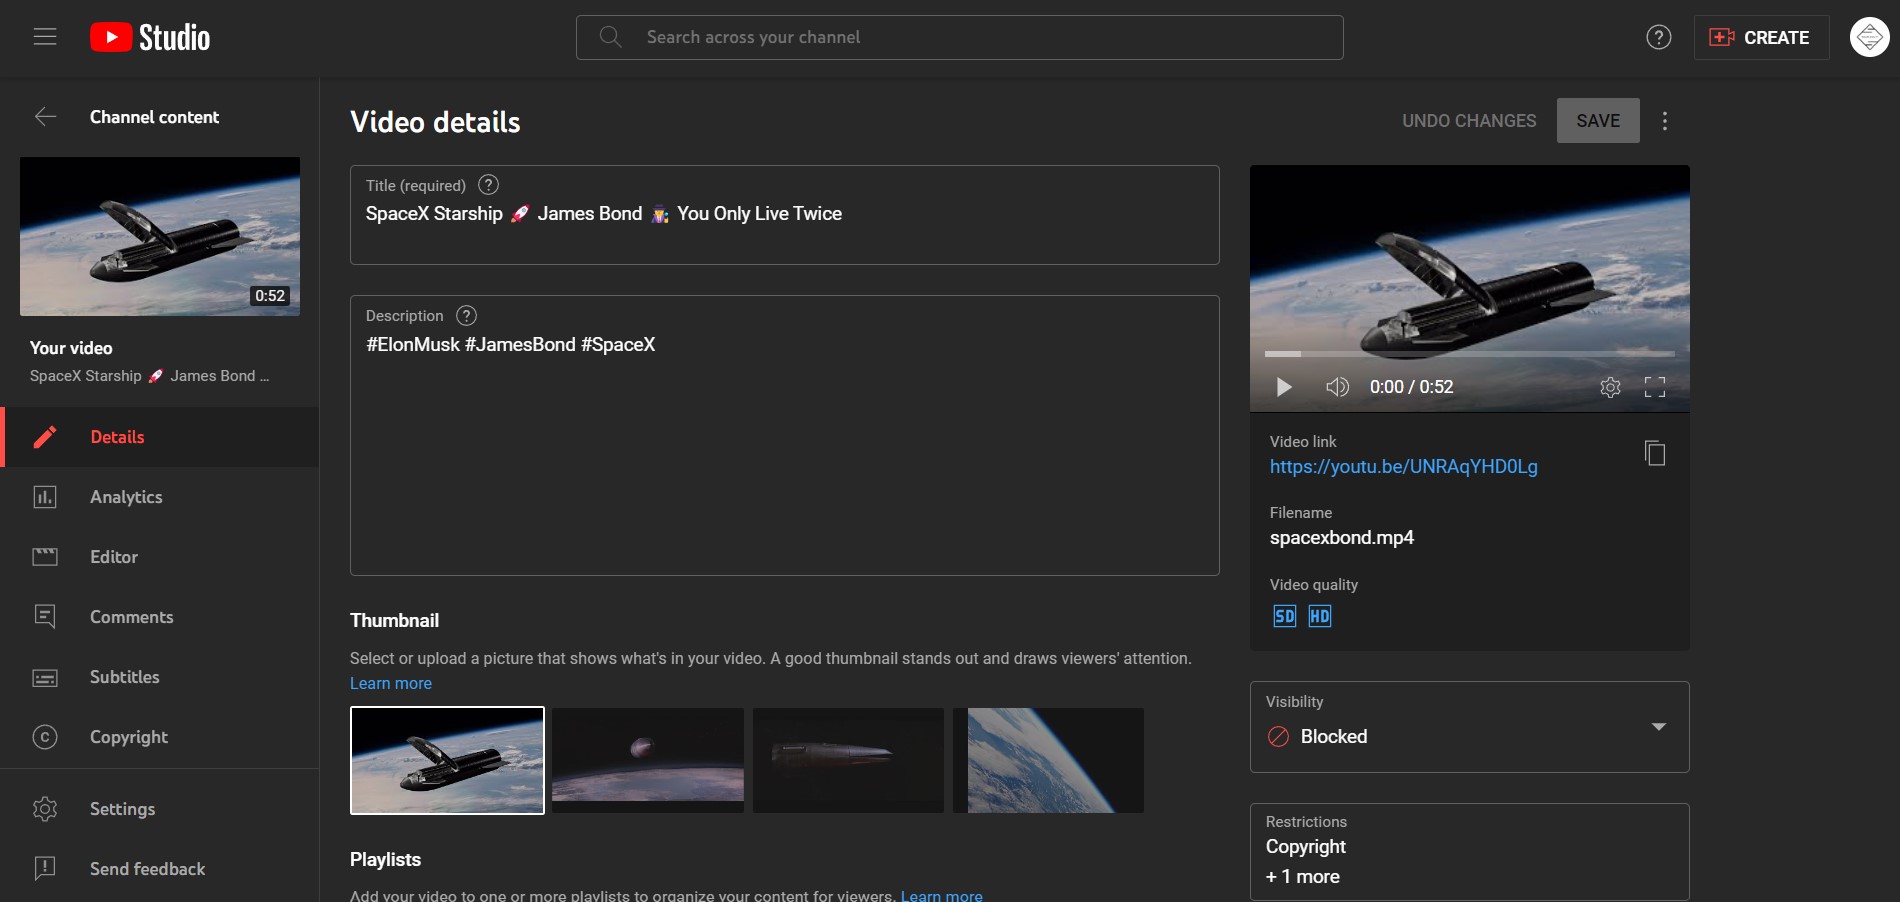 Studio
Search across your channel
CREATE
Channel content
0:52
Your video
SpaceX Starship 🚀 James Bond ...
Details
Analytics
Editor
Comments
Subtitles
Copyright
Settings
Send feedback
Video details
UNDO CHANGES
SAVE
Title (required)
SpaceX Starship 🚀 James Bond 🕵️ You Only Live Twice
Description
#ElonMusk #JamesBond #SpaceX
Thumbnail
Select or upload a picture that shows what's in your video. A good thumbnail stands out and draws viewers' attention.
Learn more
Playlists
Add your video to one or more playlists to organize your content for viewers. Learn more
0:00 / 0:52
Video link
https://youtu.be/UNRAqYHD0Lg
Filename
spacexbond.mp4
Video quality
SD HD
Visibility
Blocked
Restrictions
Copyright
+ 1 more